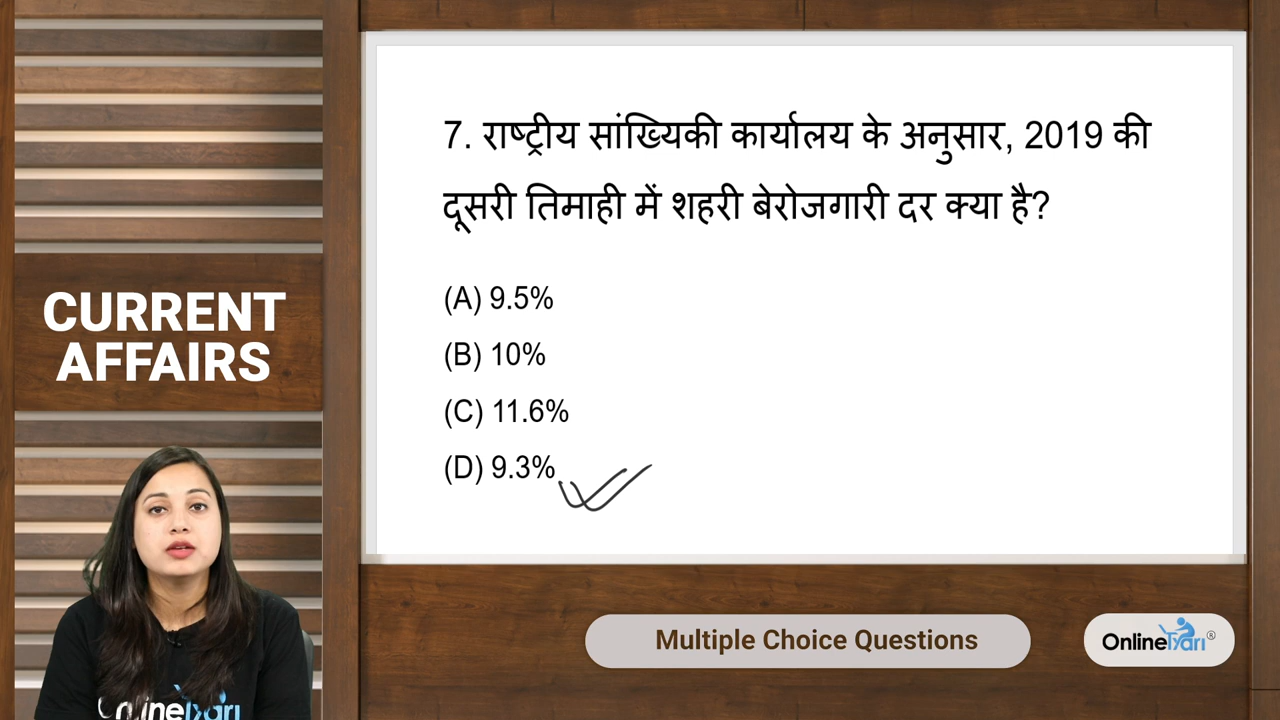 7. राष्ट्रीय सांख्यिकी कार्यालय के अनुसार, 2019 की
दूसरी तिमाही में शहरी बेरोजगारी दर क्या है?
(A) 9.5%
(B) 10%
(C) 11.6%
(D) 9.3%
CURRENT
AFFAIRS
Multiple Choice Questions
OnlineTyari®
OnlineTyari